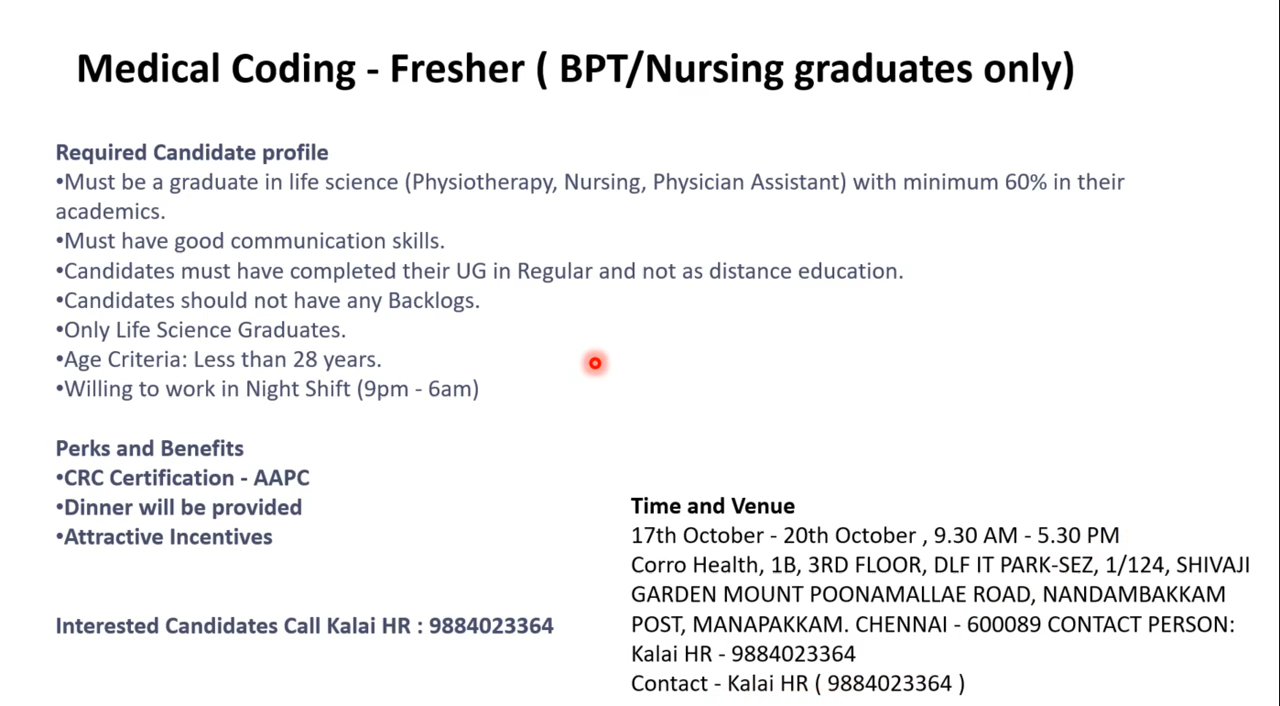 Medical Coding - Fresher ( BPT/Nursing graduates only)
Required Candidate profile
•Must be a graduate in life science (Physiotherapy, Nursing, Physician Assistant) with minimum 60% in their
academics.
•Must have good communication skills.
•Candidates must have completed their UG in Regular and not as distance education.
•Candidates should not have any Backlogs.
•Only Life Science Graduates.
•Age Criteria: Less than 28 years.
•Willing to work in Night Shift (9pm - 6am)
Perks and Benefits
•CRC Certification - AAPC
•Dinner will be provided
•Attractive Incentives
Interested Candidates Call Kalai HR : 9884023364
Time and Venue
17th October - 20th October , 9.30 AM - 5.30 PM
Corro Health, 1B, 3RD FLOOR, DLF IT PARK-SEZ, 1/124, SHIVAJI
GARDEN MOUNT POONAMALLAE ROAD, NANDAMBAKKAM
POST, MANAPAKKAM. CHENNAI - 600089 CONTACT PERSON:
Kalai HR - 9884023364
Contact - Kalai HR ( 9884023364 )